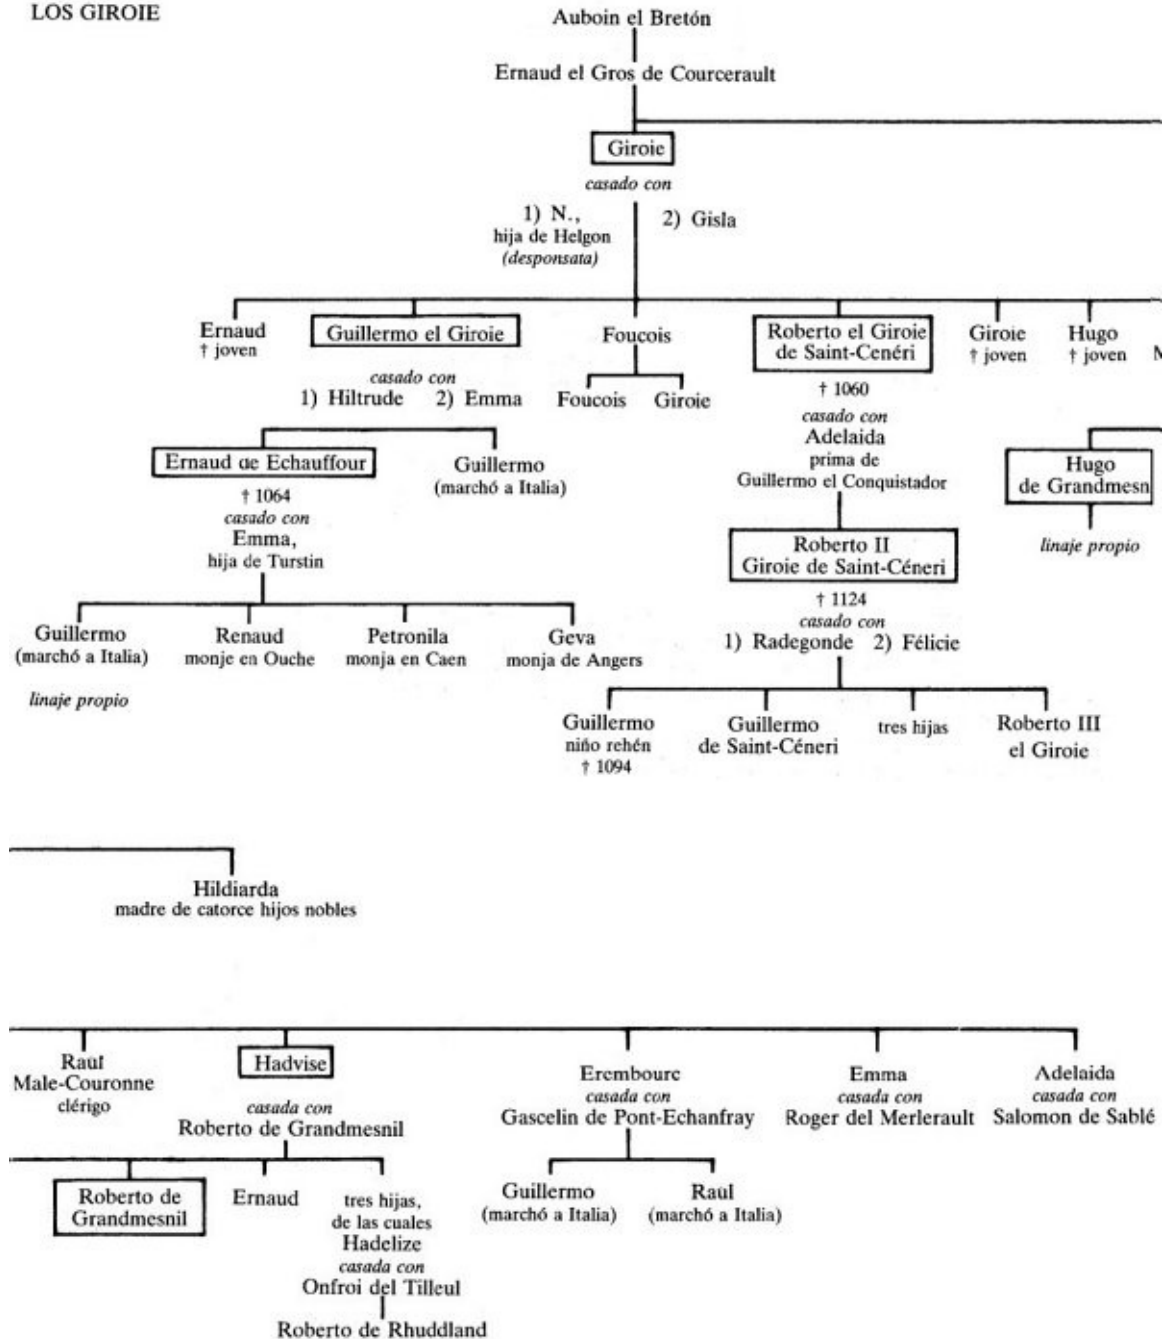 LOS GIROIE
Auboin el Bretón
Ernaud el Gros de Courcerault
Giroie
casado con
1) N.,
hija de Helgon
(desponsata)
2) Gisla
Ernaud
† joven
Guillermo el Giroie
casado con
1) Hiltrude 2) Emma
Foucois
Foucois Giroie
Roberto el Giroie
de Saint-Cenéri
† 1060
casado con
Adelaida
prima de
Guillermo el Conquistador
Giroie
† joven
Hugo
† joven
M
Ernaud de Echauffour
† 1064
casado con
Emma,
hija de Turstin
Guillermo
(marchó a Italia)
Roberto II
Giroie de Saint-Céneri
† 1124
casado con
1) Radegonde 2) Félicie
Hugo
de Grandmesn
linaje propio
Guillermo
(marchó a Italia)
linaje propio
Renaud
monje en Ouche
Petronila
monja en Caen
Geva
monja de Angers
Guillermo
niño rehén
† 1094
Guillermo
de Saint-Céneri
tres hijas
Roberto III
el Giroie
Hildiarda
madre de catorce hijos nobles
Raúl
Male-Couronne
clérigo
Hadvise
casada con
Roberto de Grandmesnil
Erembourc
casada con
Gascelin de Pont-Echanfray
Emma
casada con
Roger del Merlerault
Adelaida
casada con
Salomon de Sablé
Roberto de
Grandmesnil
Ernaud
tres hijas,
de las cuales
Hadelize
casada con
Onfroi del Tilleul
Roberto de Rhuddland
Guillermo
(marchó a Italia)
Raúl
(marchó a Italia)